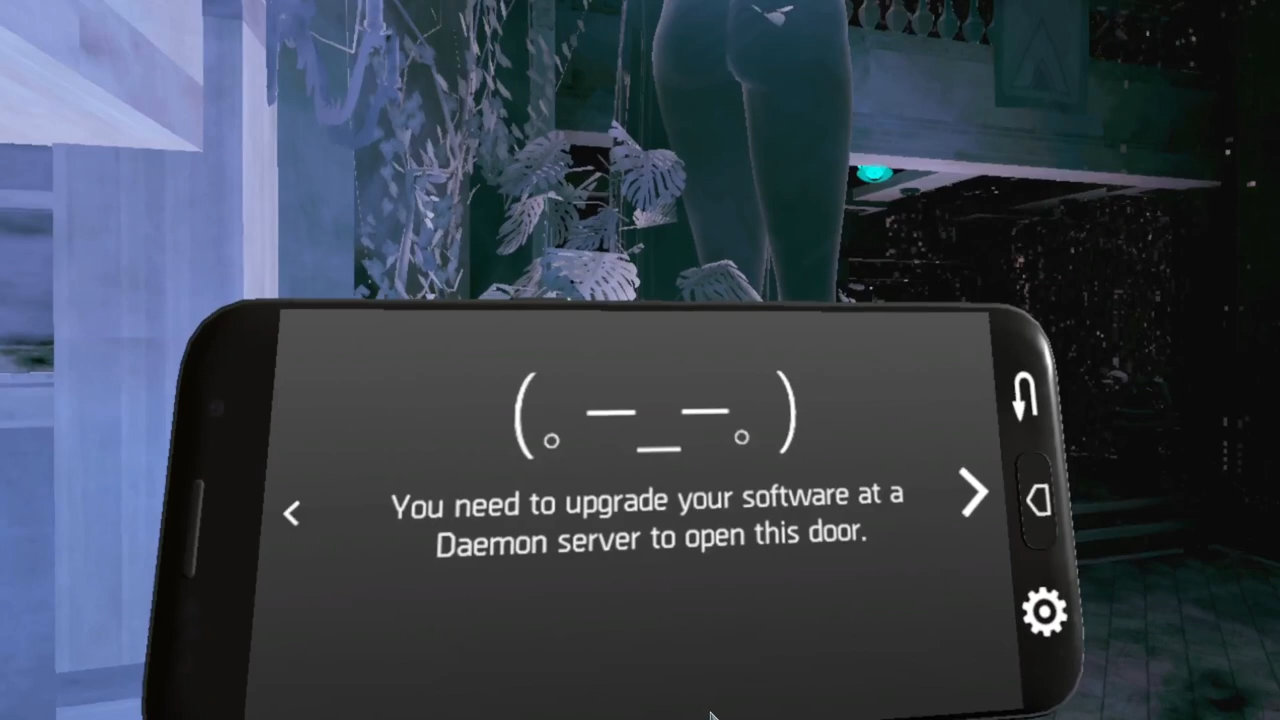 (。— _ —。)
You need to upgrade your software at a
Daemon server to open this door.